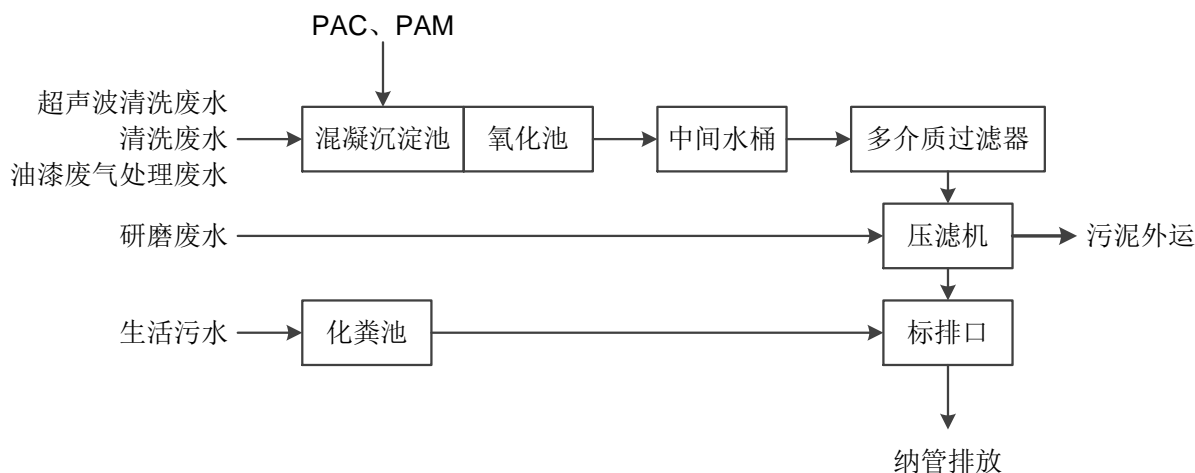 PAC、PAM
超声波清洗废水
清洗废水
油漆废气处理废水
混凝沉淀池
氧化池
中间水桶
多介质过滤器
研磨废水
压滤机
污泥外运
生活污水
化粪池
标排口
纳管排放